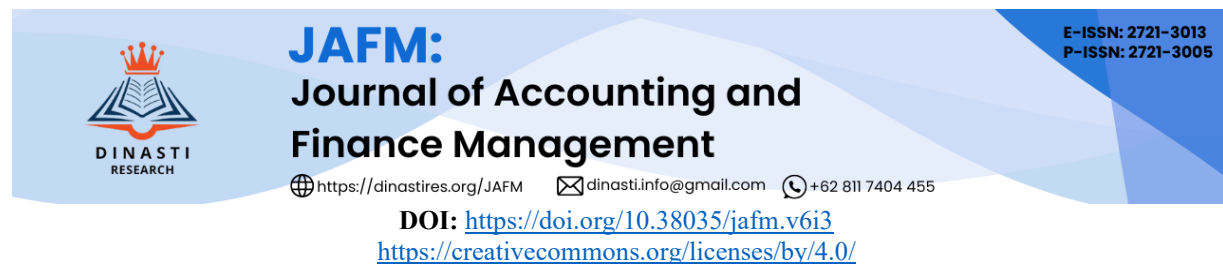 E-ISSN: 2721-3013
P-ISSN: 2721-3005
JAFM:
Journal of Accounting and
Finance Management
DINASTI
RESEARCH
https://dinastires.org/JAFM dinasti.info@gmail.com +62 811 7404 455
DOI: https://doi.org/10.38035/jafm.v6i3
https://creativecommons.org/licenses/by/4.0/